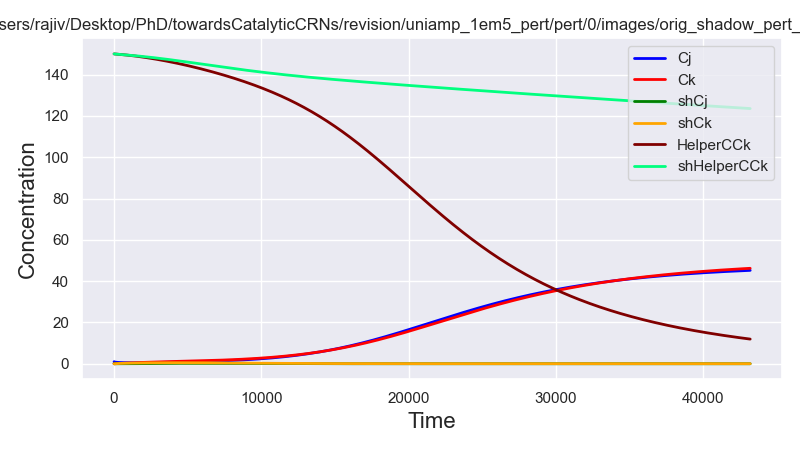 sers/rajiv/Desktop/PhD/towardsCatalyticCRNs/revision/uniamp_1em5_pert/pert/0/images/orig_shadow_pert_
140
120
100
80
60
40
20
0
Concentration
Cj
Ck
shCj
shCk
HelperCCk
shHelperCCk
0
10000
20000
30000
40000
Time